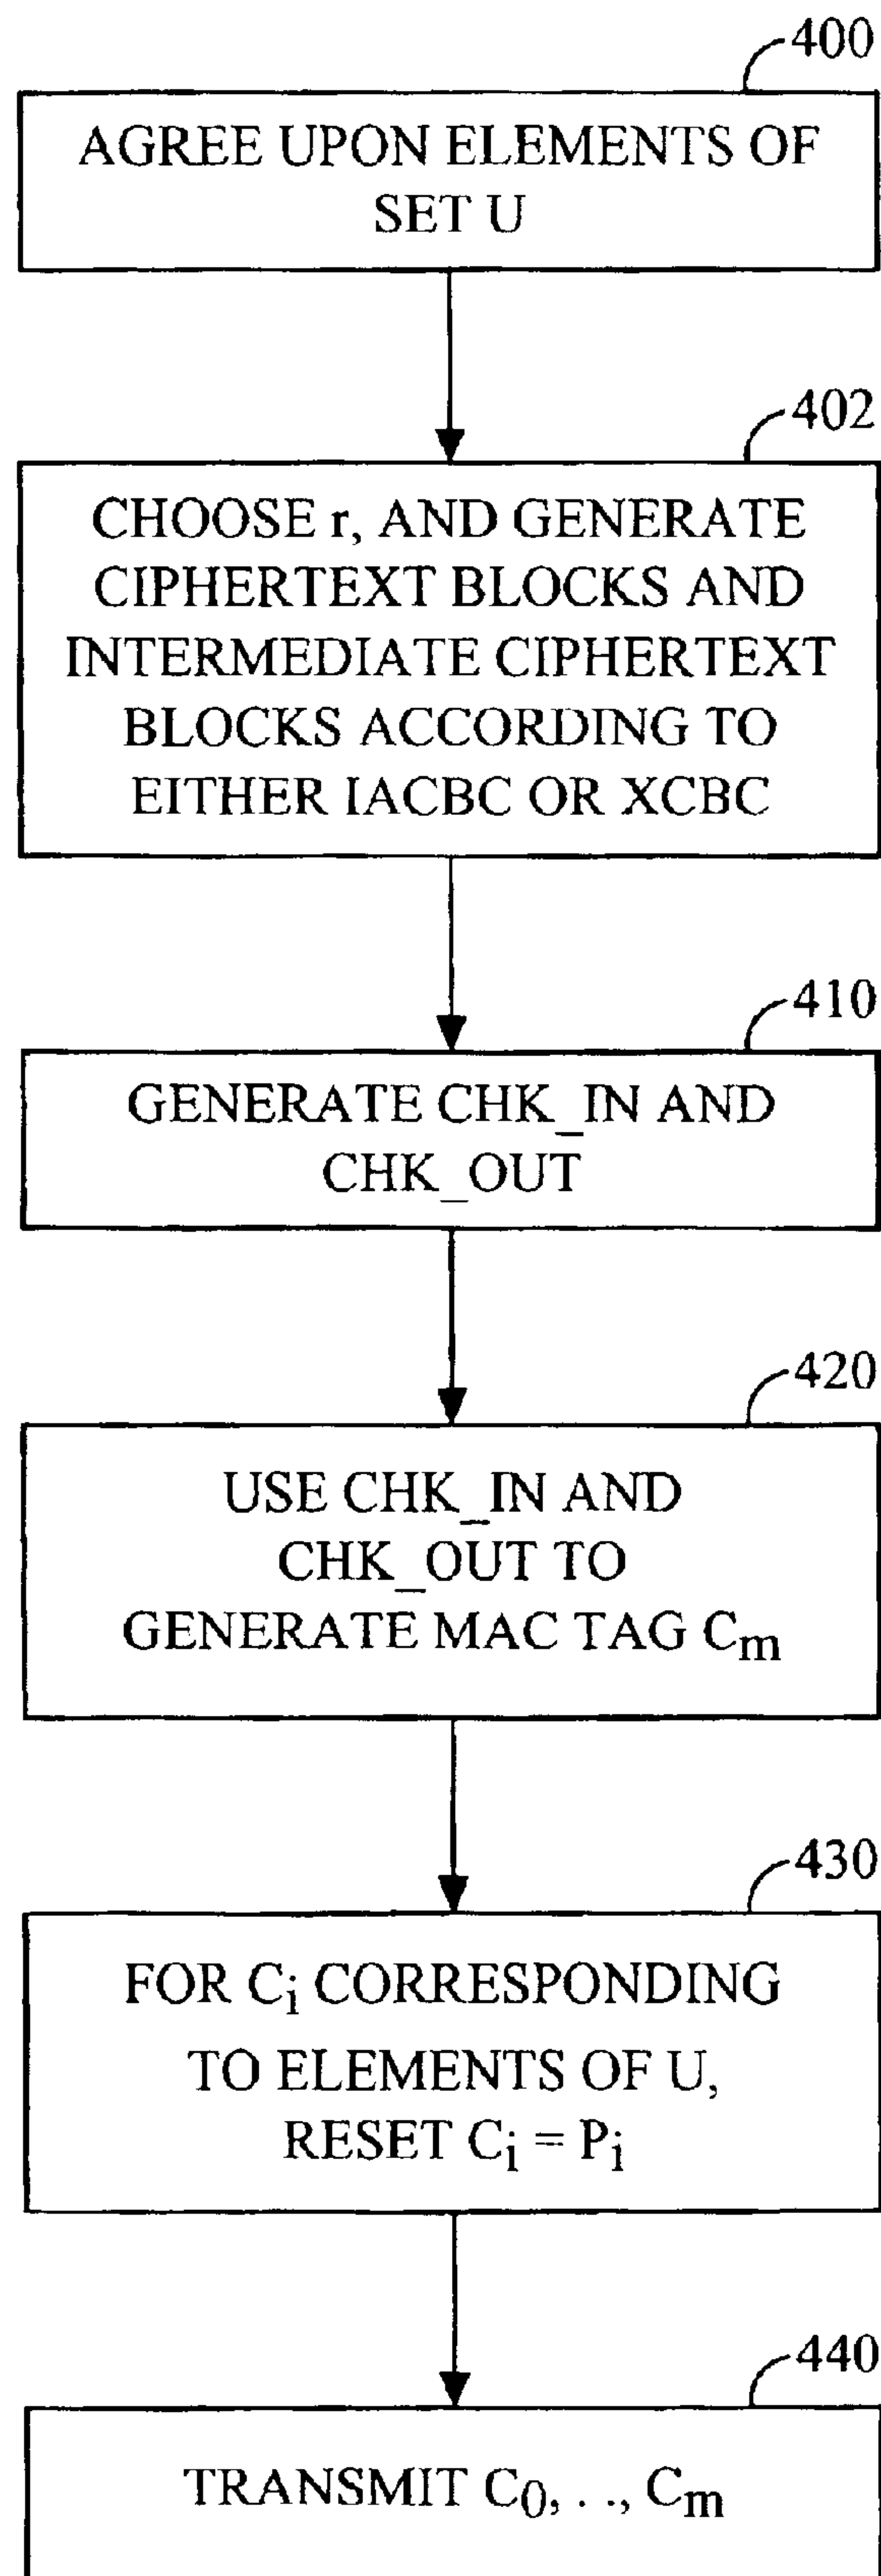 400
AGREE UPON ELEMENTS OF
SET U
402
CHOOSE r, AND GENERATE
CIPHERTEXT BLOCKS AND
INTERMEDIATE CIPHERTEXT
BLOCKS ACCORDING TO
EITHER IACBC OR XCBC
410
GENERATE CHK_IN AND
CHK_OUT
420
USE CHK_IN AND
CHK_OUT TO
GENERATE MAC TAG Cm
430
FOR Ci CORRESPONDING
TO ELEMENTS OF U,
RESET Ci = Pi
440
TRANSMIT C0, . ., Cm